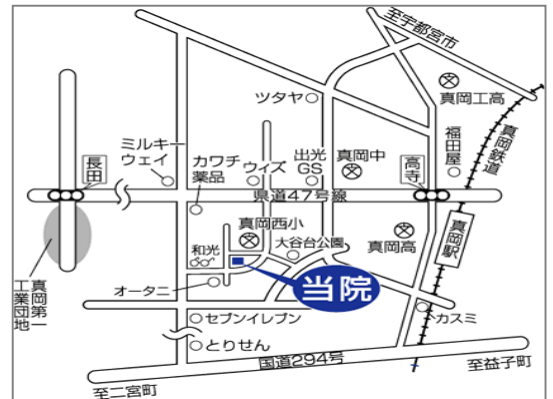 至宇都宮市
ツタヤ
真岡工高
ミルキー
ウェイ
長田
カワチ
薬品
ウィズ
出光
GS
真岡中
高寺
福田屋
真岡鉄道
県道47号線
真岡西小
大谷台公園
真岡高
真岡駅
和光
当院
オータニ
真岡第一
工業団地
セブンイレブン
カスミ
とりせん
国道294号
至二宮町
至益子町